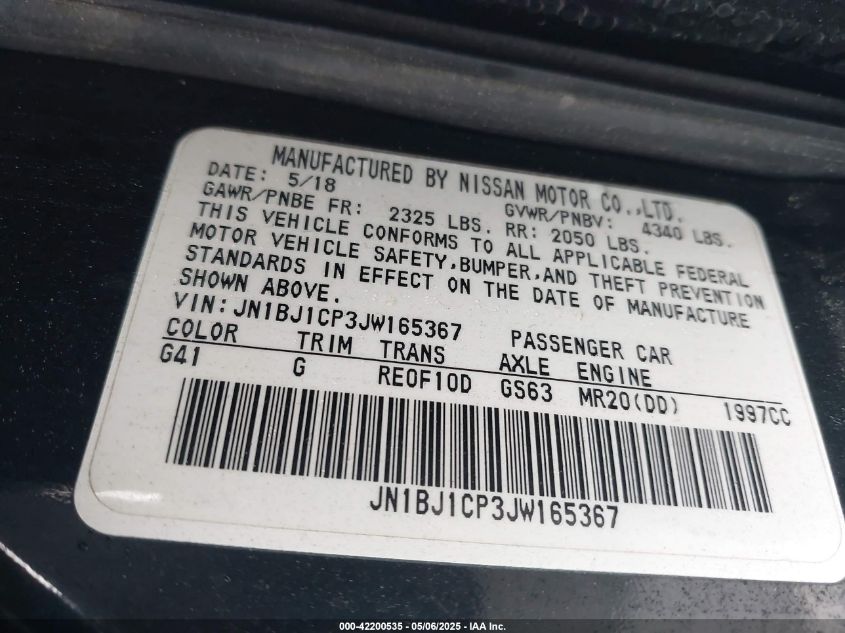 MANUFACTURED BY NISSAN MOTOR CO.,LTD.
DATE: 5/18 GVWR/PNBV: 4340 LBS.
GAWR/PNBE FR: 2325 LBS. RR: 2050 LBS.
THIS VEHICLE CONFORMS TO ALL APPLICABLE FEDERAL
MOTOR VEHICLE SAFETY,BUMPER,AND THEFT PREVENTION
STANDARDS IN EFFECT ON THE DATE OF MANUFACTURE
SHOWN ABOVE.
VIN:JN1BJ1CP3JW165367 PASSENGER CAR
COLOR TRIM TRANS AXLE ENGINE
G41 G RE0F10D GS63 MR20(DD) 1997CC
JN1BJ1CP3JW165367
000-42200535 - 05/06/2025 - IAA Inc.